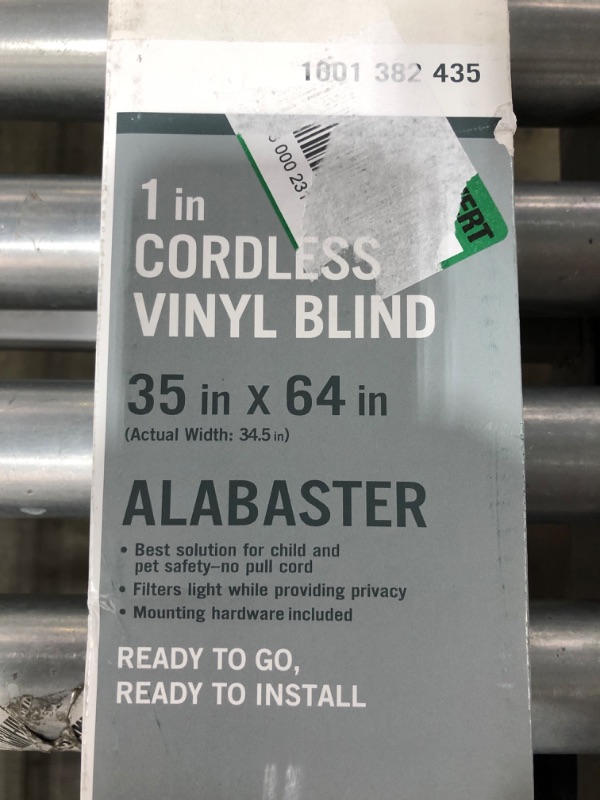 1001 382 435
000 231
1 in
CORDLESS
VINYL BLIND
35 in x 64 in
(Actual Width: 34.5 in)
ALABASTER
• Best solution for child and
pet safety–no pull cord
• Filters light while providing privacy
• Mounting hardware included
READY TO GO,
READY TO INSTALL